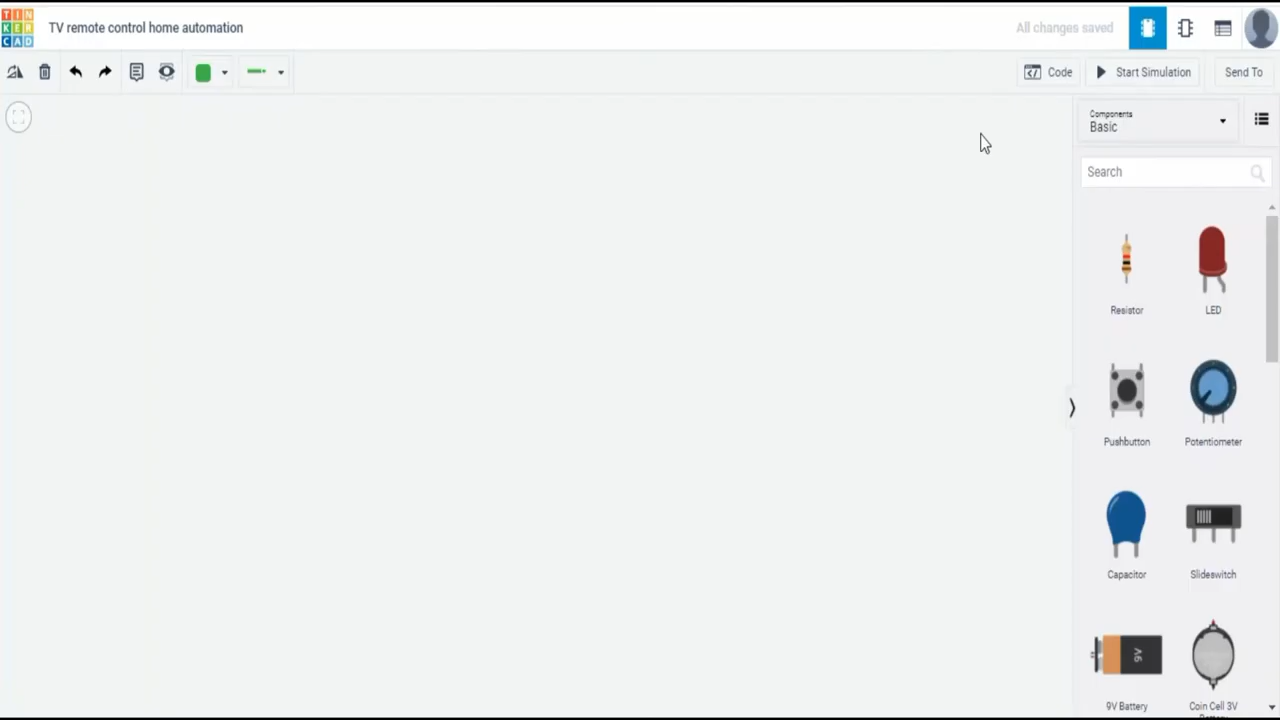 TIN
KER
CAD
TV remote control home automation
All changes saved
Code
Start Simulation
Send To
Components
Basic
Search
Resistor
LED
Pushbutton
Potentiometer
Capacitor
Slideswitch
9V
9V Battery
Coin Cell 3V
Battery